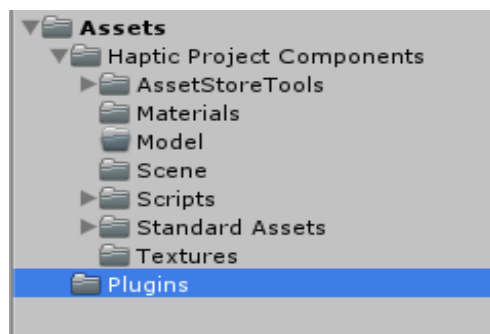 Assets
Haptic Project Components
AssetStoreTools
Materials
Model
Scene
Scripts
Standard Assets
Textures
Plugins